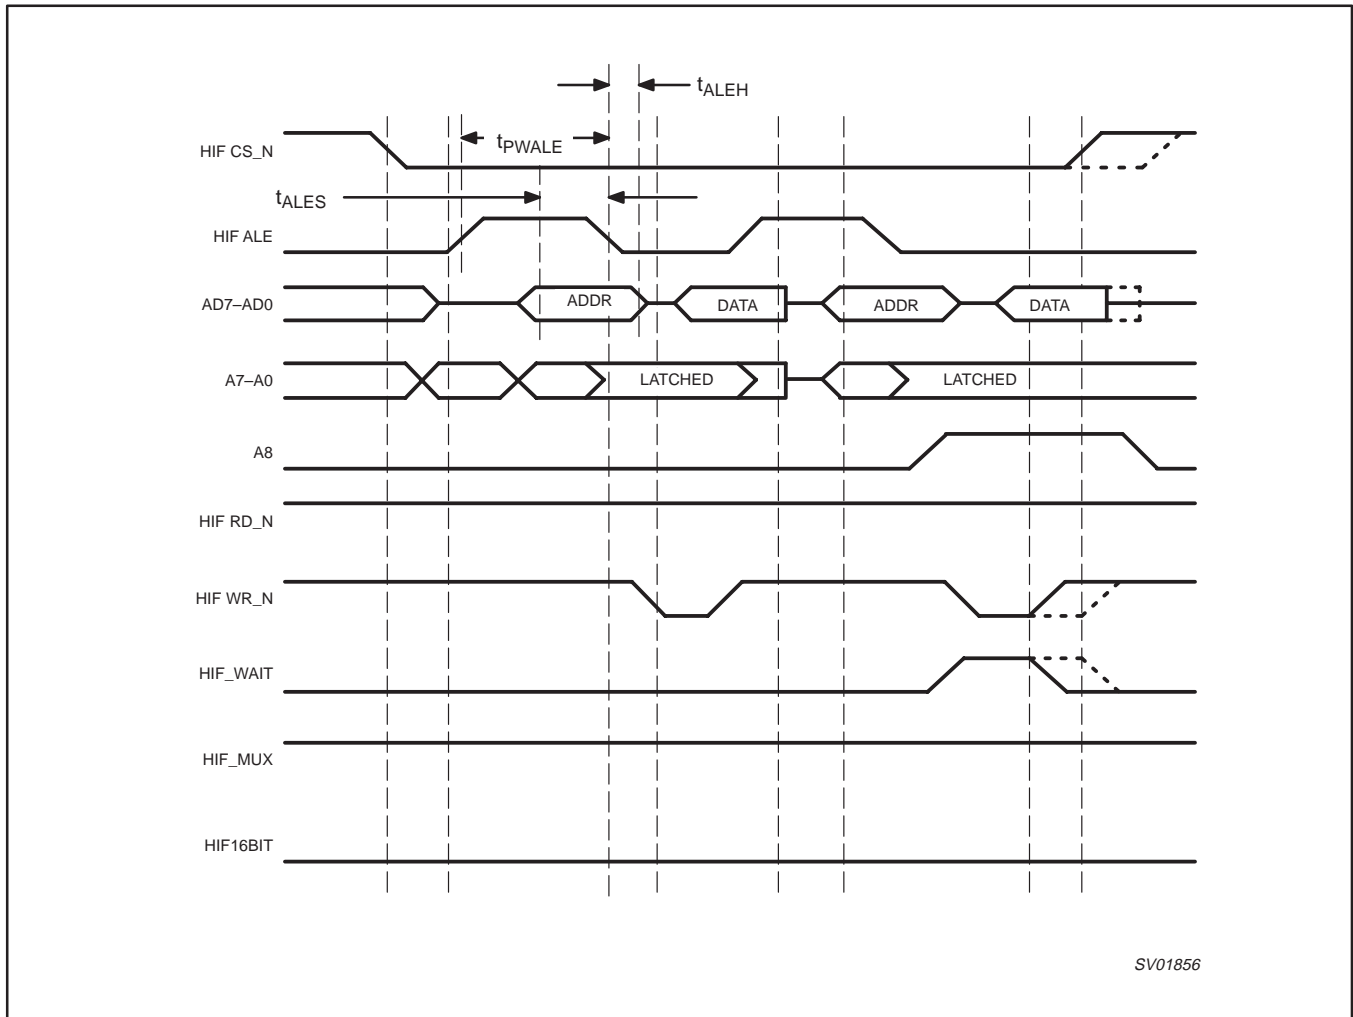 tALEH
HIF CS_N
tPWALE
tALES
HIF ALE
AD7–AD0
ADDR
DATA
ADDR
DATA
A7–A0
LATCHED
LATCHED
A8
HIF RD_N
HIF WR_N
HIF_WAIT
HIF_MUX
HIF16BIT
SV01856